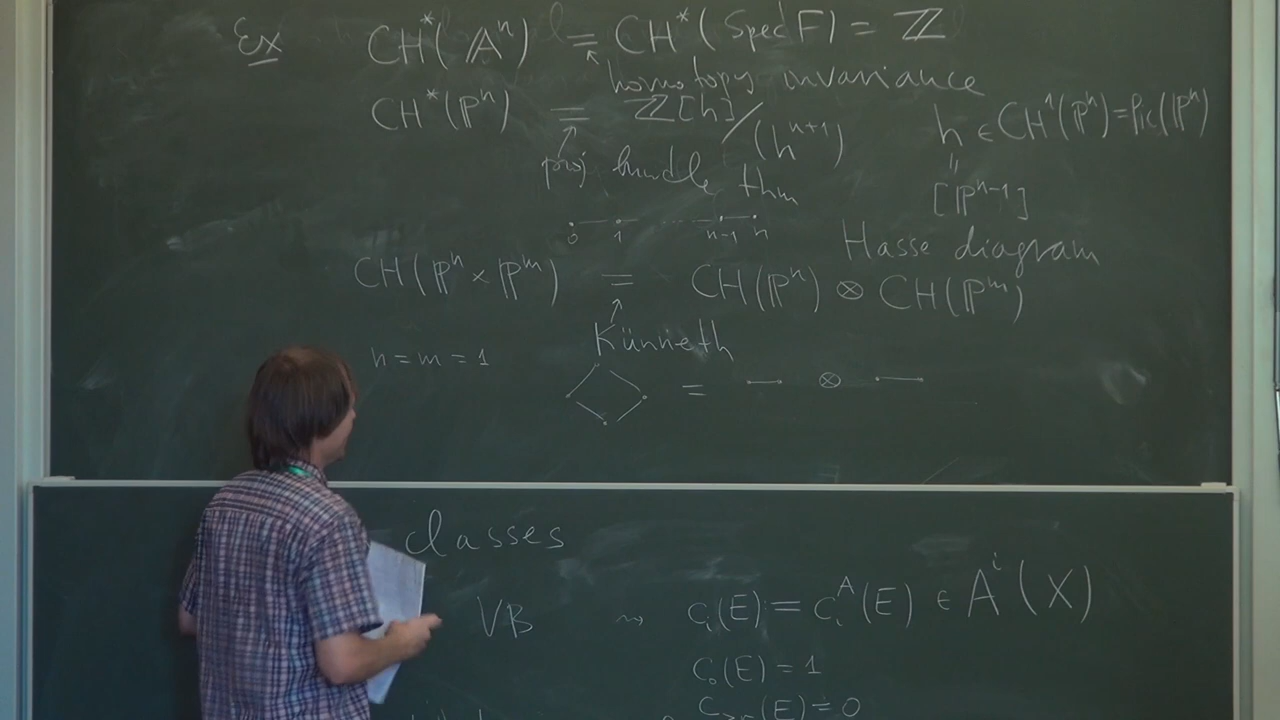 Ex CH*(𝔸ⁿ) = CH*(Spec F) = ℤ
homotopy invariance
CH*(ℙⁿ) = ℤ[h]/(hⁿ⁺¹) h ∈ CH¹(ℙⁿ) = Pic(ℙⁿ)
proj bundle thm
"
[ℙⁿ⁻¹]
0 1 n-1 n
Hasse diagram
CH(ℙⁿ × ℙᵐ) = CH(ℙⁿ) ⊗ CH(ℙᵐ)
Künneth
n = m = 1
= ⊗
classes
VB ⇝ cᵢ(E) = cᵢᴬ(E) ∈ Aⁱ(X)
c₀(E) = 1